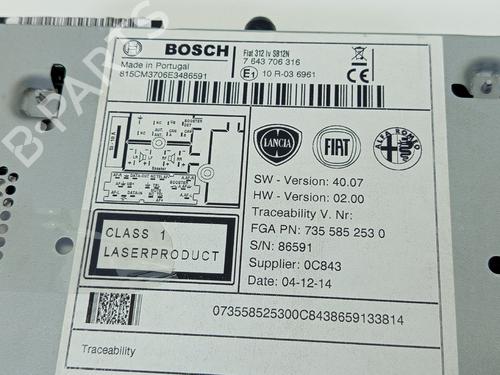 BOSCH
Fiat 312 lv SB12N
Made in Portugal
7 643 706 316
815CM3706E3486591
E1 10 R-03 6961
CE
LANCIA
FIAT
ALFA ROMEO
SW - Version: 40.07
HW - Version: 02.00
Traceability V. Nr:
FGA PN: 735 585 253 0
S/N: 86591
Supplier: 0C843
Date: 04-12-14
CLASS 1
LASERPRODUCT
073558525300C8438659133814
Traceability
B-PARTS